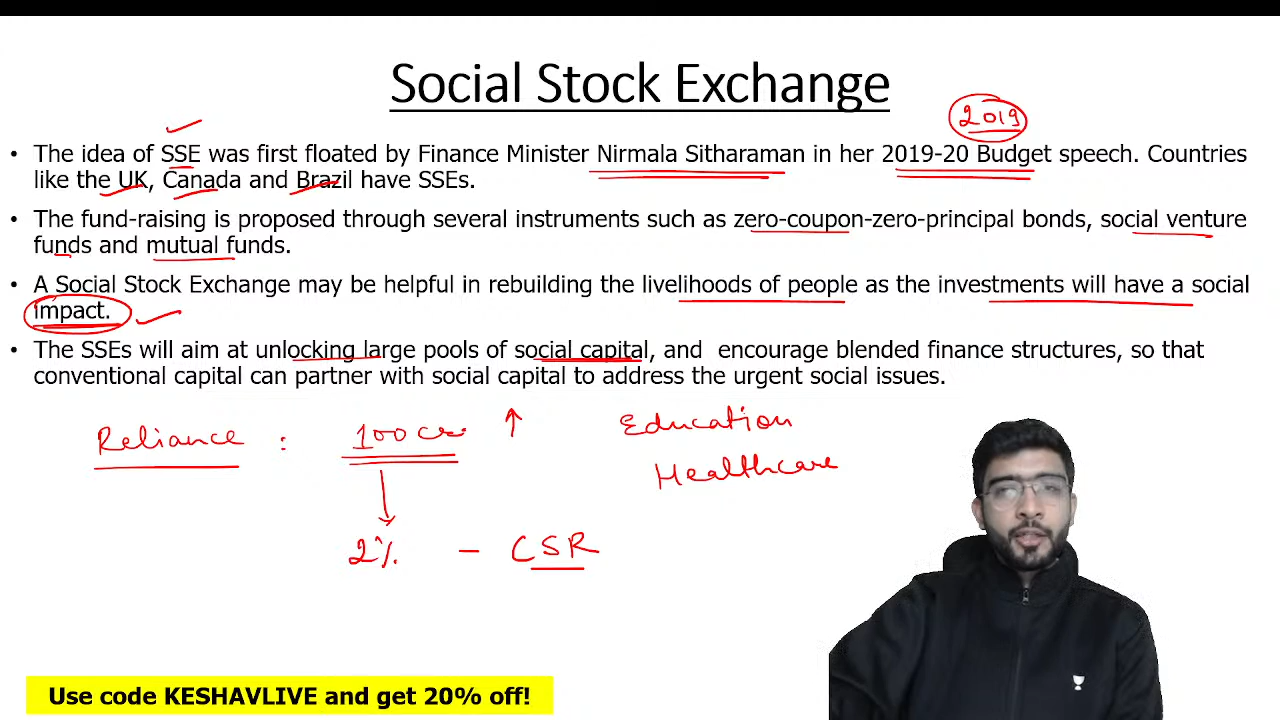 Social Stock Exchange
2019
• The idea of SSE was first floated by Finance Minister Nirmala Sitharaman in her 2019-20 Budget speech. Countries
like the UK, Canada and Brazil have SSEs.
• The fund-raising is proposed through several instruments such as zero-coupon-zero-principal bonds, social venture
funds and mutual funds.
• A Social Stock Exchange may be helpful in rebuilding the livelihoods of people as the investments will have a social
impact.
• The SSEs will aim at unlocking large pools of social capital, and encourage blended finance structures, so that
conventional capital can partner with social capital to address the urgent social issues.
Reliance : 100 cr ↑ Education
Healthcare
2% - CSR
Use code KESHAVLIVE and get 20% off!